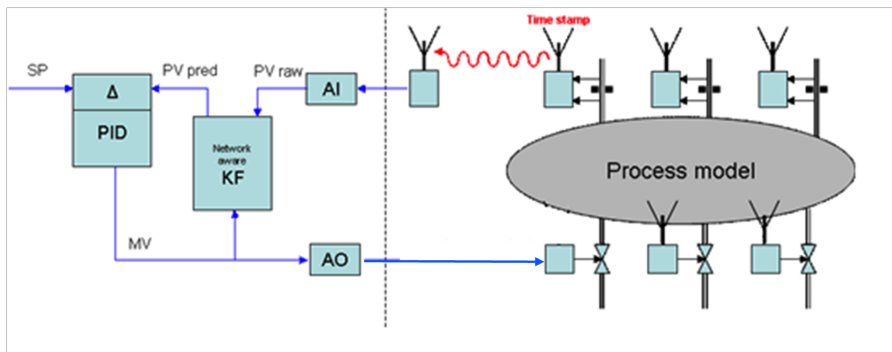 Time stamp
SP
PV pred
PV raw
AI
Δ
PID
Network
aware
KF
Process model
MV
AO